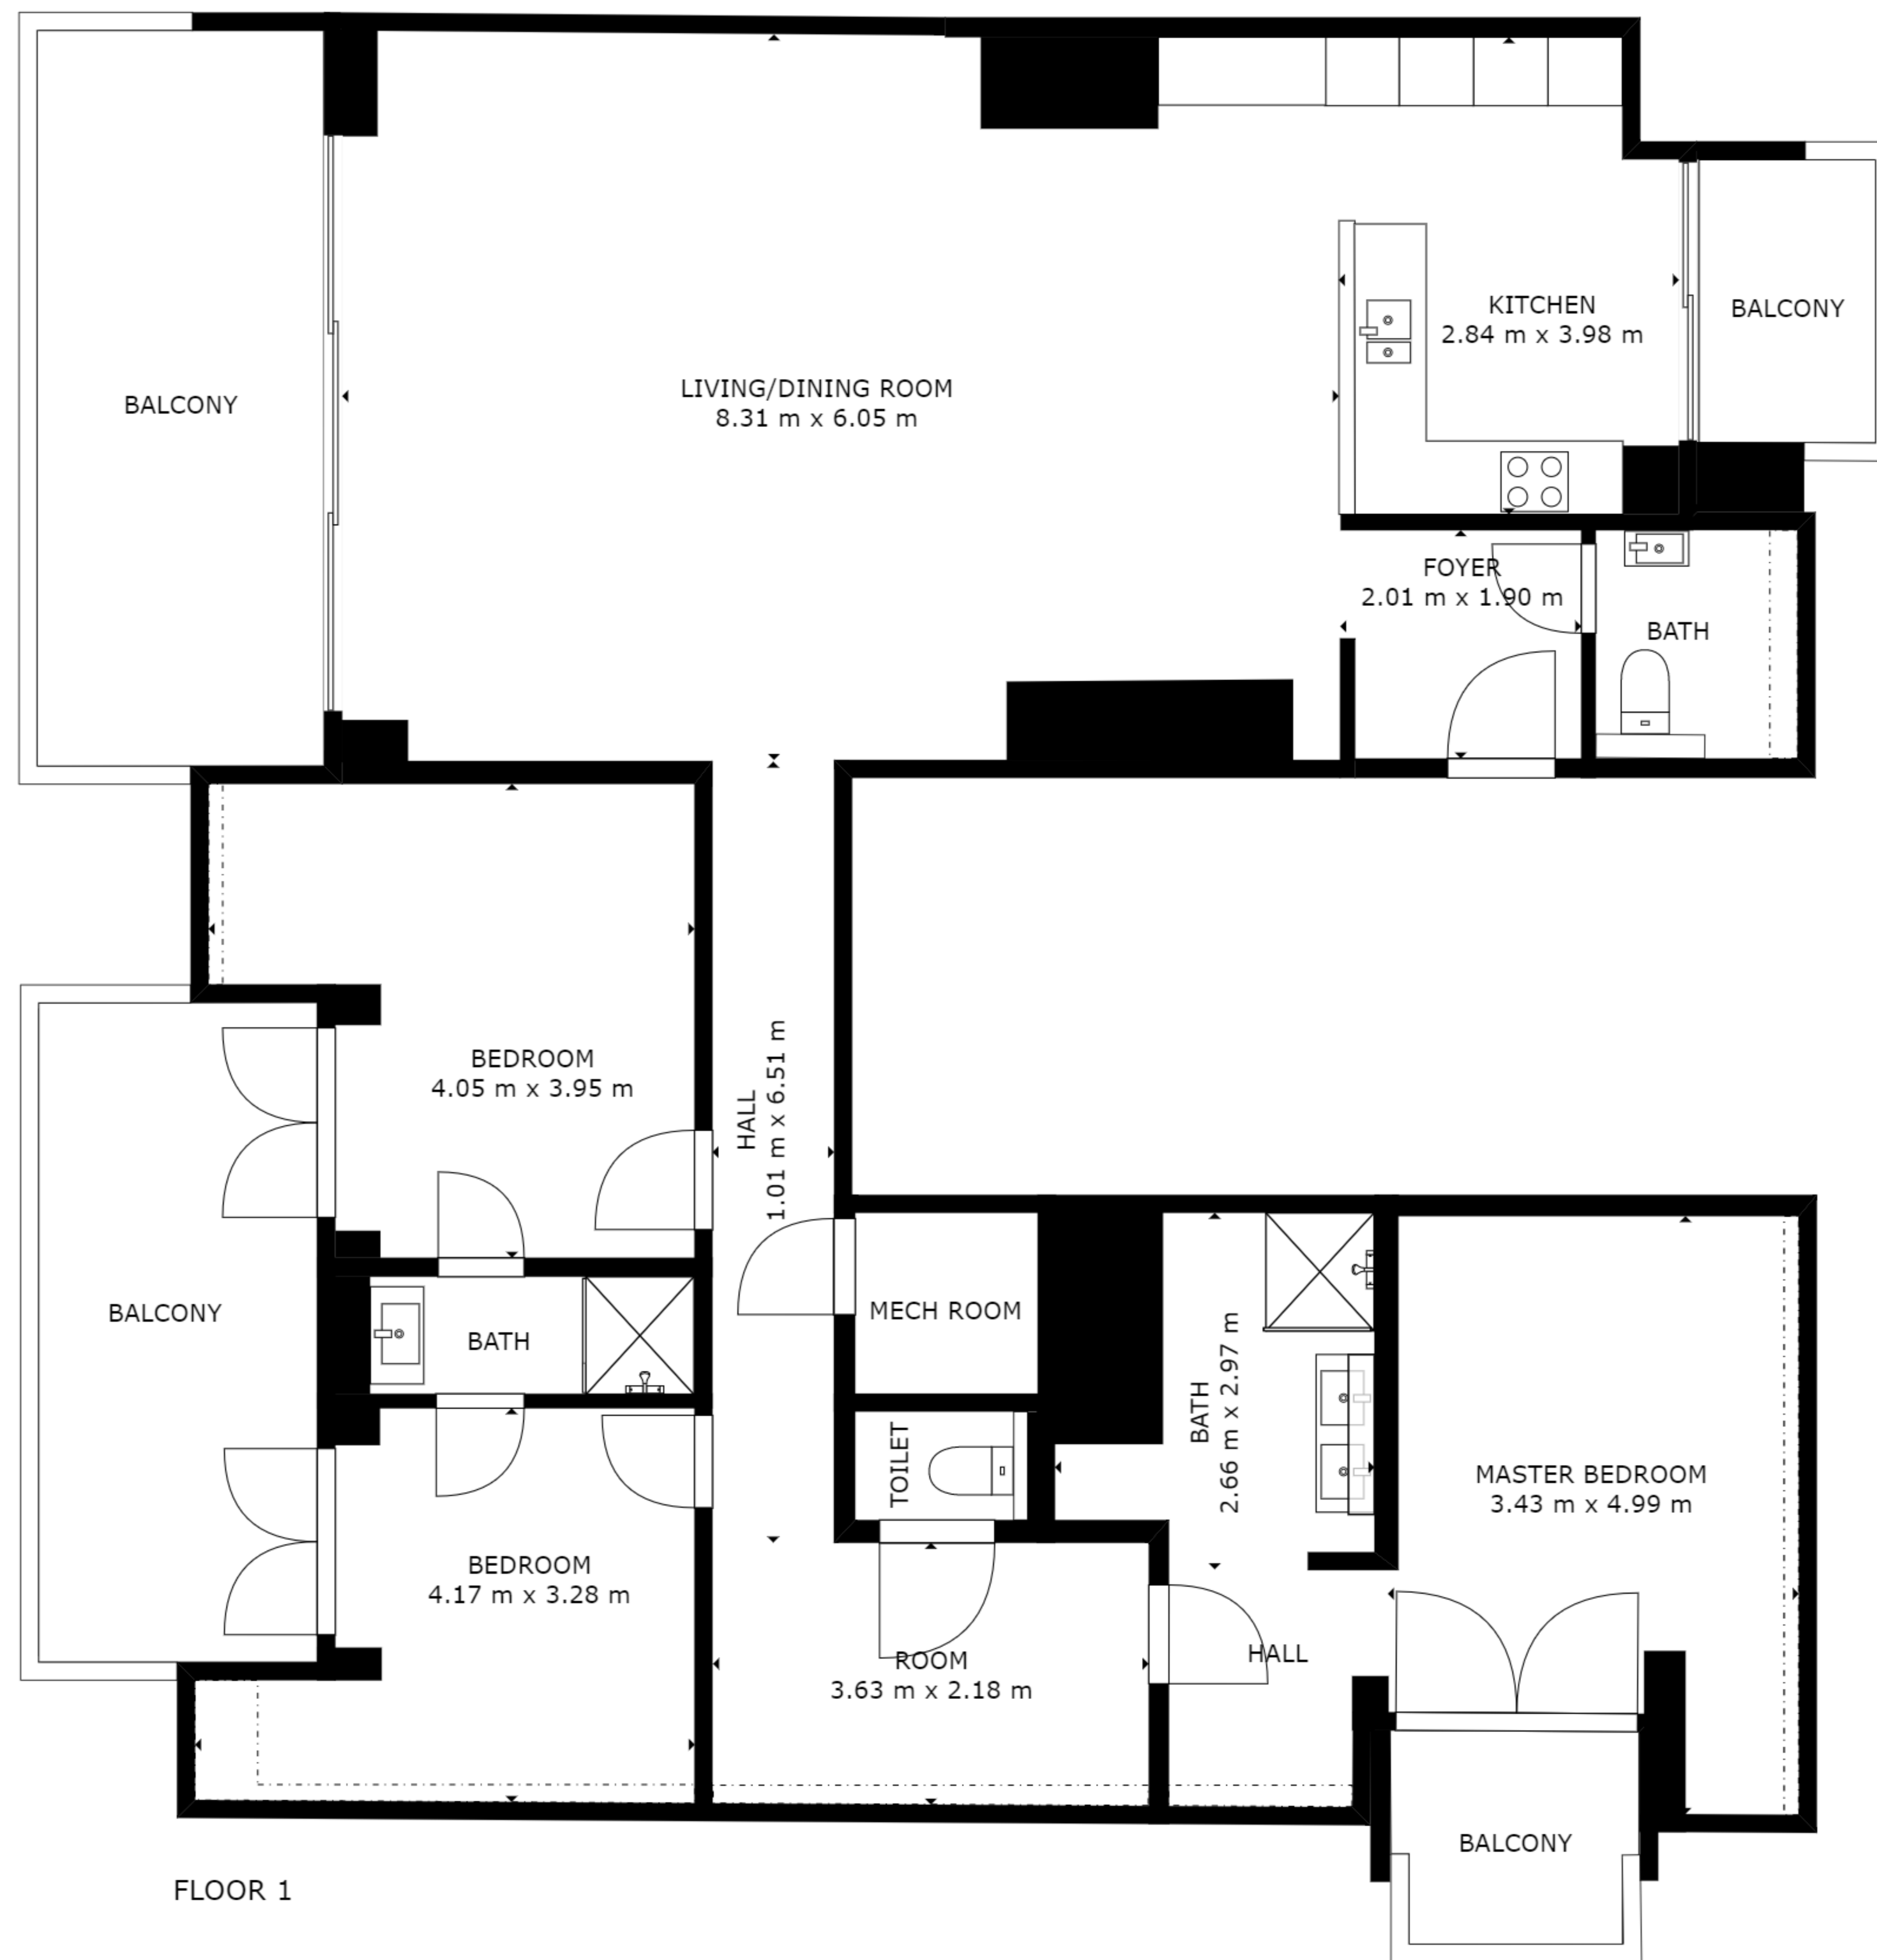 BALCONY
LIVING/DINING ROOM
8.31 m x 6.05 m
KITCHEN
2.84 m x 3.98 m
BALCONY
FOYER
2.01 m x 1.90 m
BATH
BEDROOM
4.05 m x 3.95 m
HALL
1.01 m x 6.51 m
BALCONY
BATH
MECH ROOM
TOILET
BATH
2.66 m x 2.97 m
MASTER BEDROOM
3.43 m x 4.99 m
BEDROOM
4.17 m x 3.28 m
ROOM
3.63 m x 2.18 m
HALL
BALCONY
FLOOR 1